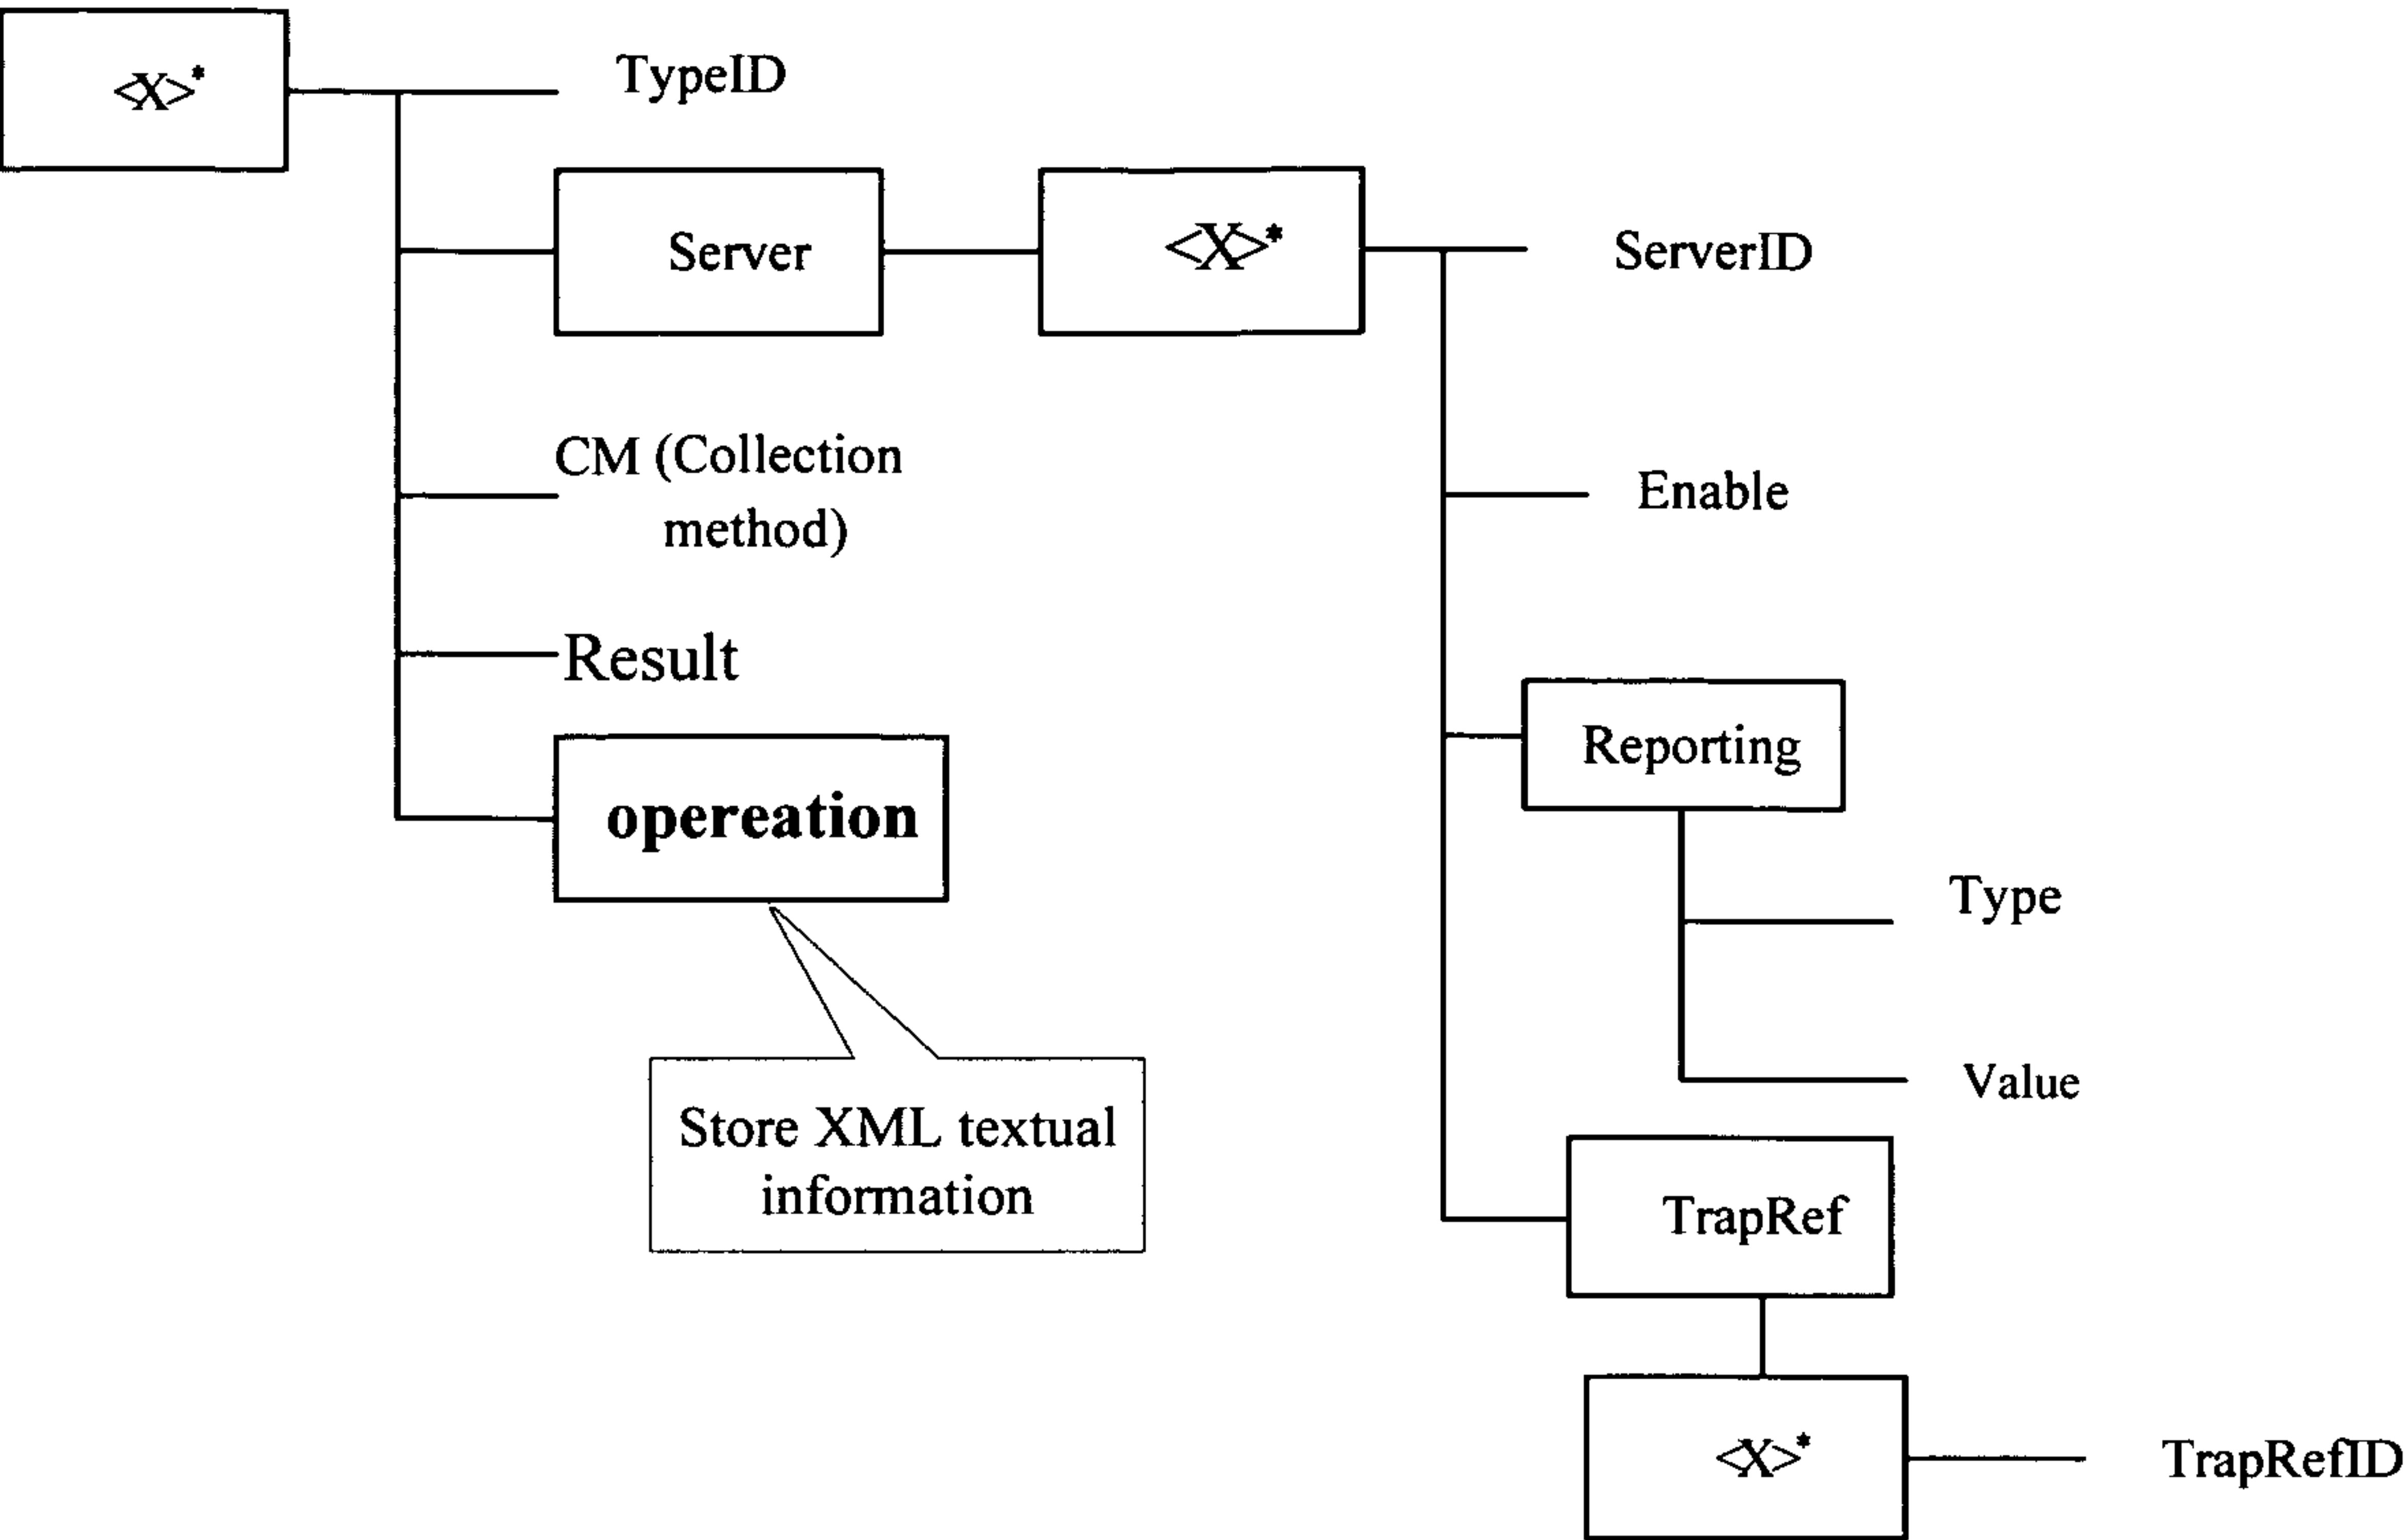 <X>*
TypeID
Server
<X>*
ServerID
CM (Collection
method)
Enable
Result
Reporting
opereation
Type
Value
Store XML textual
information
TrapRef
<X>*
TrapRefID